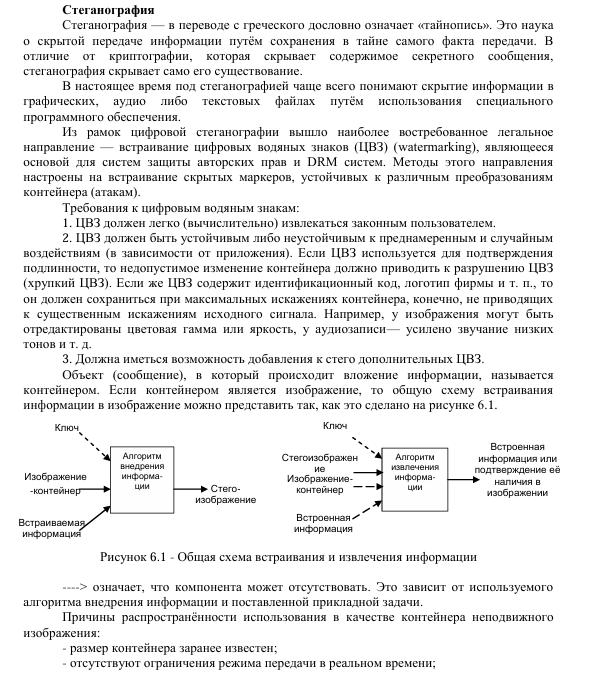 Стеганография
Стеганография — в переводе с греческого дословно означает «тайнопись». Это наука
о скрытой передаче информации путём сохранения в тайне самого факта передачи. В
отличие от криптографии, которая скрывает содержимое секретного сообщения,
стеганография скрывает само его существование.
В настоящее время под стеганографией чаще всего понимают скрытие информации в
графических, аудио либо текстовых файлах путём использования специального
программного обеспечения.
Из рамок цифровой стеганографии вышло наиболее востребованное легальное
направление — встраивание цифровых водяных знаков (ЦВЗ) (watermarking), являющееся
основой для систем защиты авторских прав и DRM систем. Методы этого направления
настроены на встраивание скрытых маркеров, устойчивых к различным преобразованиям
контейнера (атакам).
Требования к цифровым водяным знакам:
1. ЦВЗ должен легко (вычислительно) извлекаться законным пользователем.
2. ЦВЗ должен быть устойчивым либо неустойчивым к преднамеренным и случайным
воздействиям (в зависимости от приложения). Если ЦВЗ используется для подтверждения
подлинности, то недопустимое изменение контейнера должно приводить к разрушению ЦВЗ
(хрупкий ЦВЗ). Если же ЦВЗ содержит идентификационный код, логотип фирмы и т. п., то
он должен сохраниться при максимальных искажениях контейнера, конечно, не приводящих
к существенным искажениям исходного сигнала. Например, у изображения могут быть
отредактированы цветовая гамма или яркость, у аудиозаписи— усилено звучание низких
тонов и т. д.
3. Должна иметься возможность добавления к стего дополнительных ЦВЗ.
Объект (сообщение), в который происходит вложение информации, называется
контейнером. Если контейнером является изображение, то общую схему встраивания
информации в изображение можно представить так, как это сделано на рисунке 6.1.
Ключ
Изображение
-контейнер
Встраиваемая
информация
Алгоритм
внедрения
информа-
ции
Стего-
изображение
Ключ
Стегоизображен
ие
Изображение-
контейнер
Встроенная
информация
Алгоритм
извлечения
информа-
ции
Встроенная
информация или
подтверждение её
наличия в
изображении
Рисунок 6.1 - Общая схема встраивания и извлечения информации
----> означает, что компонента может отсутствовать. Это зависит от используемого
алгоритма внедрения информации и поставленной прикладной задачи.
Причины распространённости использования в качестве контейнера неподвижного
изображения:
- размер контейнера заранее известен;
- отсутствуют ограничения режима передачи в реальном времени;